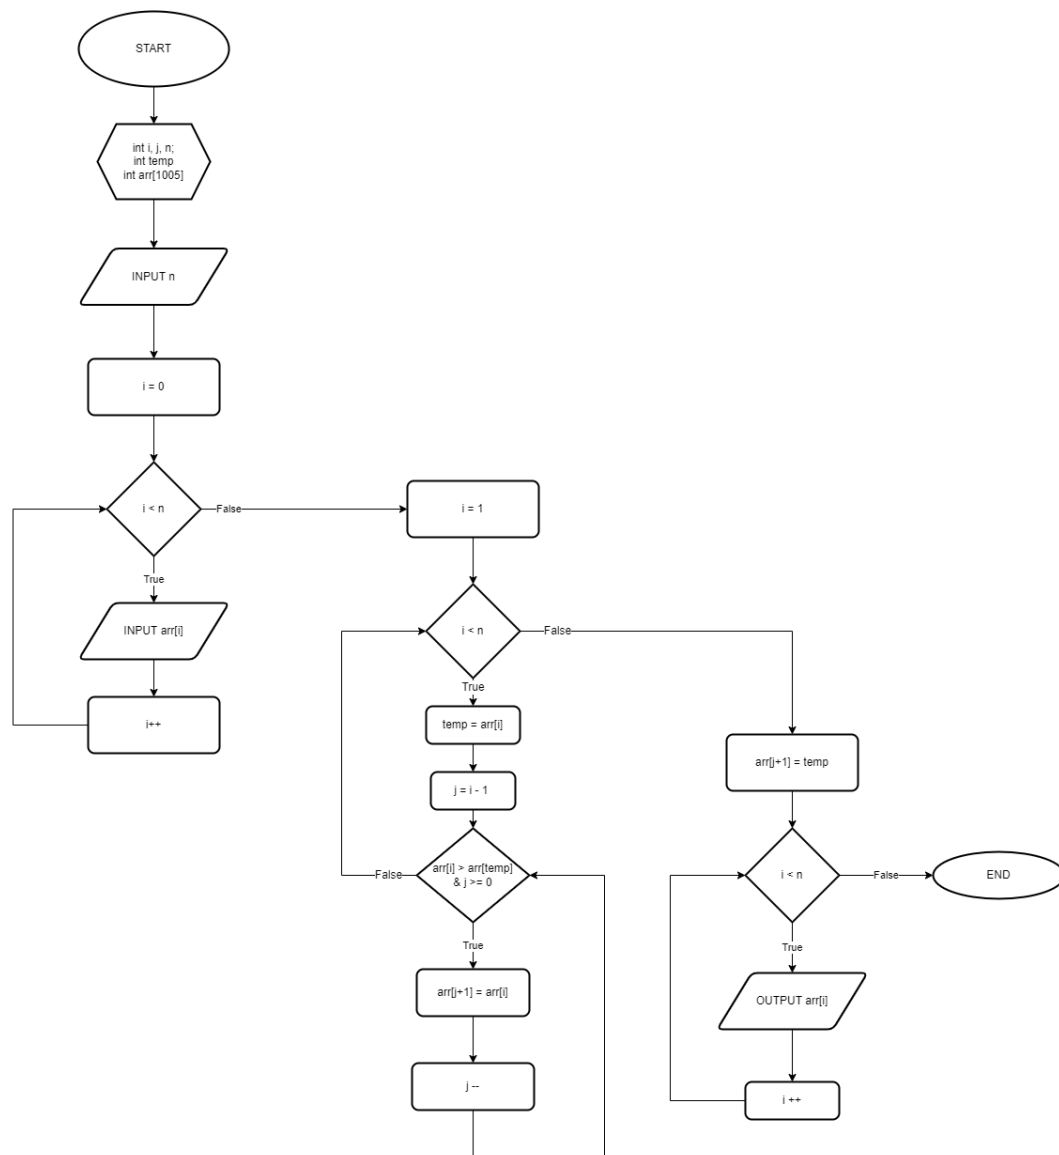 START
int i, j, n;
int temp
int arr[1005]
INPUT n
i = 0
i < n
False
True
INPUT arr[i]
i++
i = 1
i < n
False
True
temp = arr[i]
j = i - 1
arr[i] > arr[temp]
& j >= 0
False
True
arr[j+1] = arr[i]
j --
arr[j+1] = temp
i < n
False
END
True
OUTPUT arr[i]
i ++